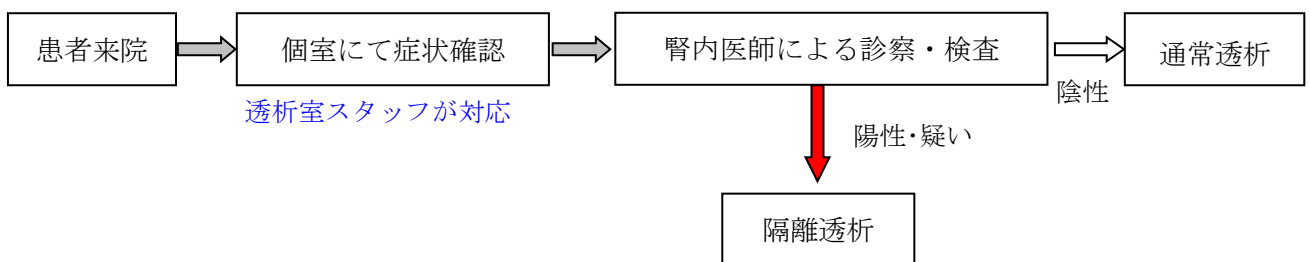 患者来院
個室にて症状確認
腎内医師による診察・検査
通常透析
透析室スタッフが対応
陰性
陽性・疑い
隔離透析